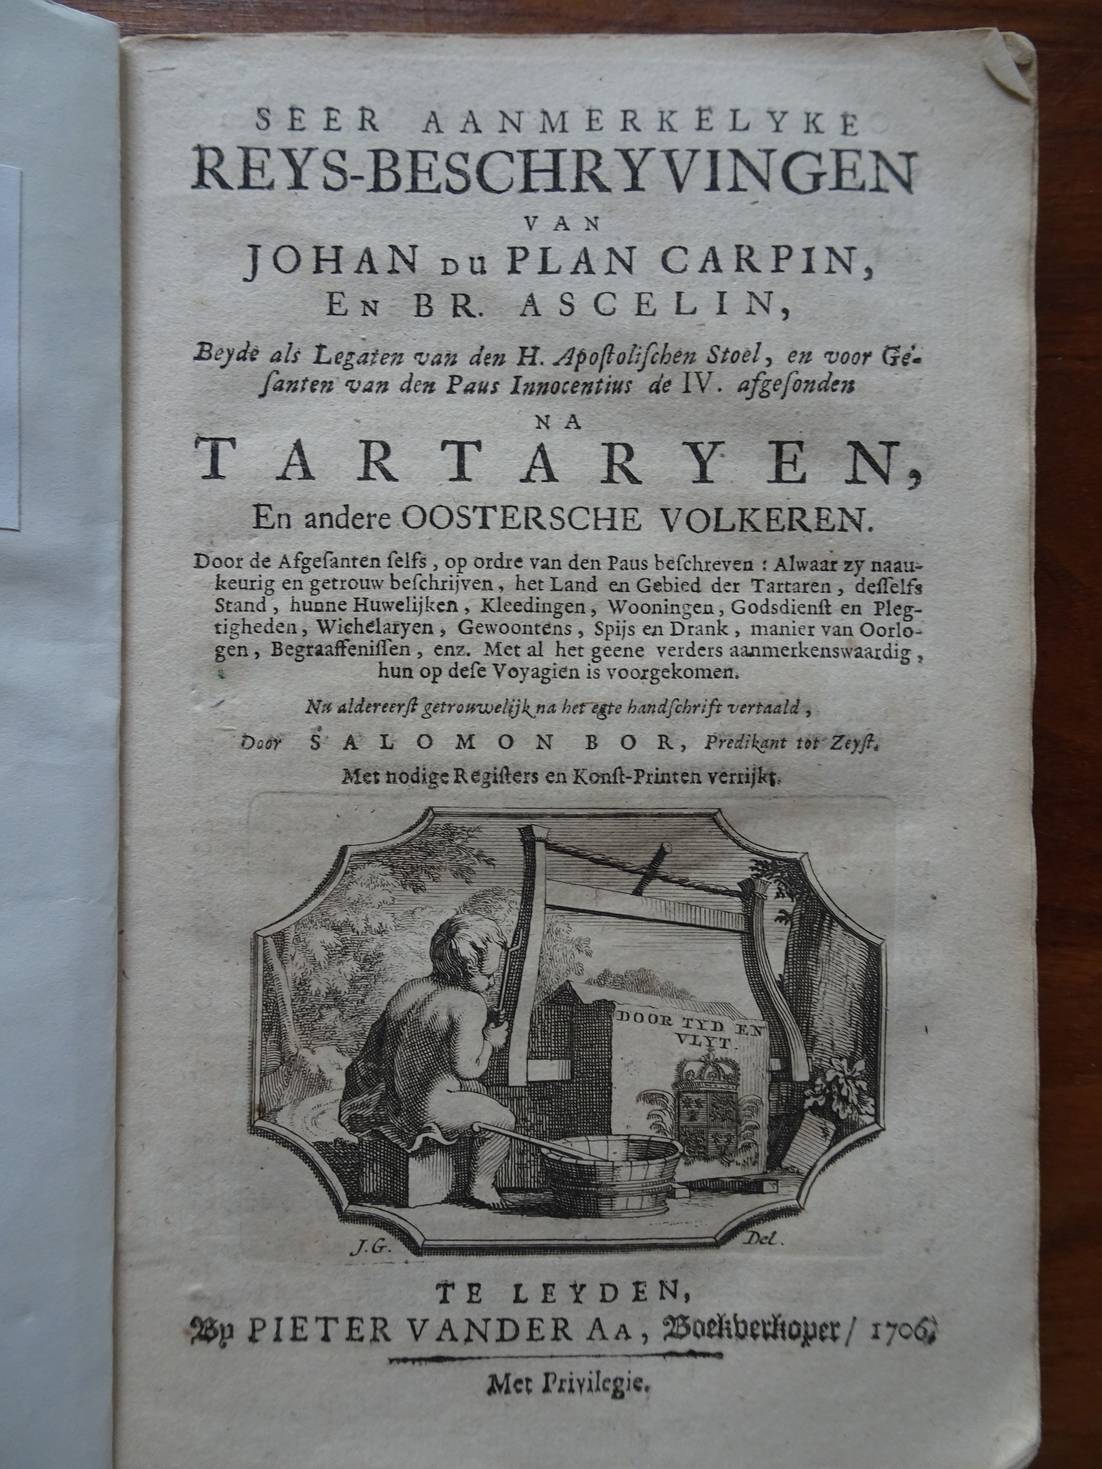 SEER AANMERKELYKE
REYS-BESCHRYVINGEN
VAN
JOHAN DU PLAN CARPIN,
EN BR. ASCELIN,
Beyde als Legaten van den H. Apoſtoliſchen Stoel, en voor Ge-
ſanten van den Paus Innocentius de IV. afgeſonden
NA
TARTARYEN,
En andere OOSTERSCHE VOLKEREN.
Door de Afgeſanten ſelfs, op ordre van den Paus beſchreven: Alwaar zy naau-
keurig en getrouw beſchrijven, het Land en Gebied der Tartaren, deſſelfs
Stand, hunne Huwelijken, Kleedingen, Wooningen, Godsdienſt en Pleg-
tigheden, Wichelaryen, Gewoontens, Spijs en Drank, manier van Oorlo-
gen, Begraaffeniſſen, enz. Met al het geene verders aanmerkenswaardig,
hun op deſe Voyagien is voorgekomen.
Nu aldereerſt getrouwelijk na het egte handſchrift vertaald,
Door SALOMON BOR, Predikant tot Zeyſt.
Met nodige Regiſters en Konſt-Printen verrijkt.
DOOR TYD EN
VLYT.
J.G. Del.
TE LEYDEN,
By PIETER VANDER AA, Boekverkoper/ 1706.
Met Privilegie.